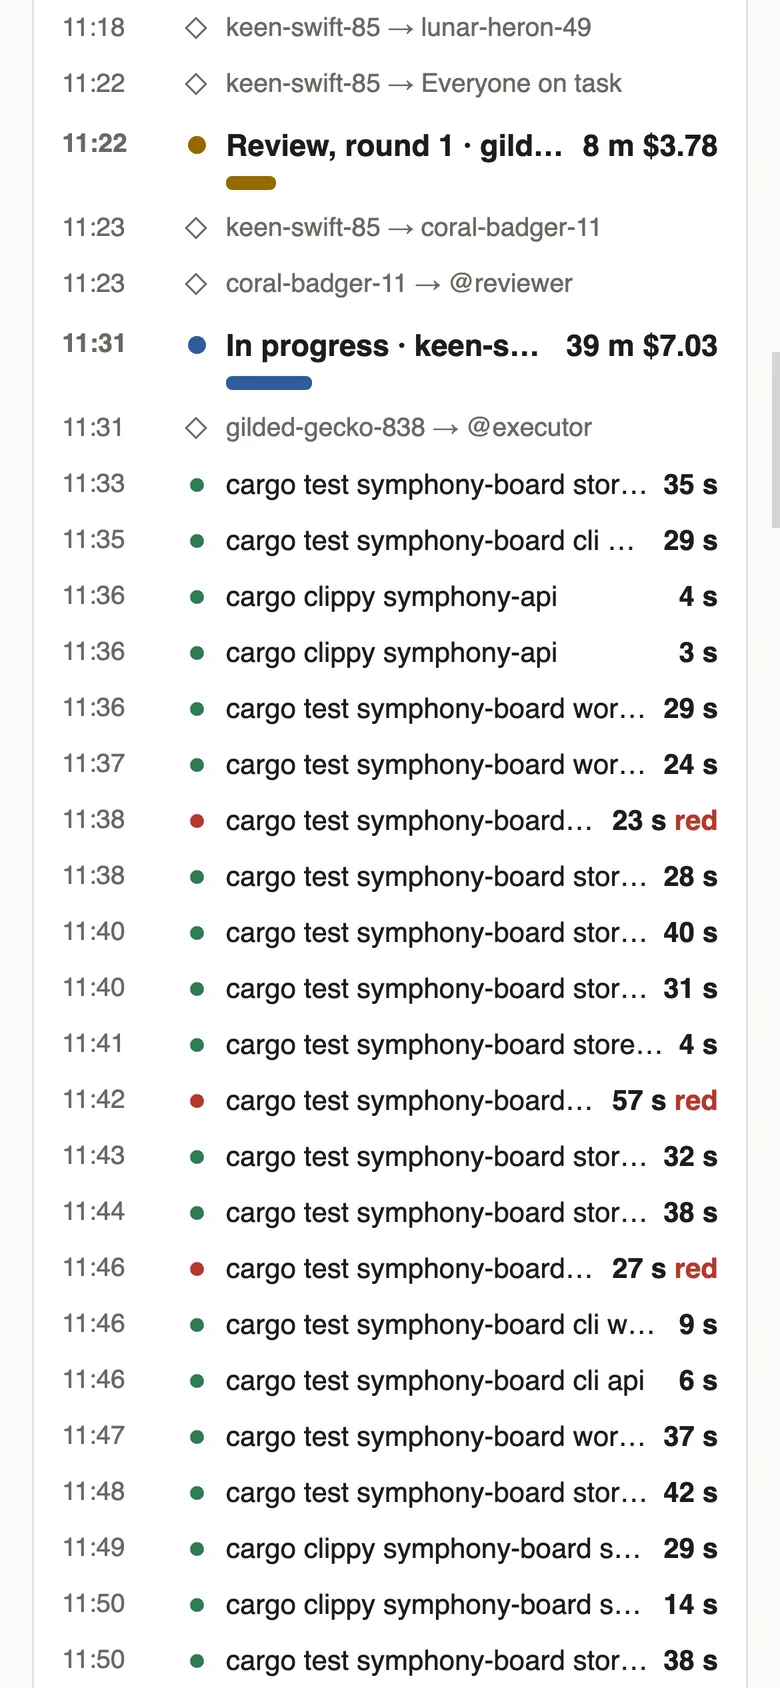 11:18 keen-swift-85 → lunar-heron-49
11:22 keen-swift-85 → Everyone on task
11:22 Review, round 1 · gild… 8 m $3.78
11:23 keen-swift-85 → coral-badger-11
11:23 coral-badger-11 → @reviewer
11:31 In progress · keen-s… 39 m $7.03
11:31 gilded-gecko-838 → @executor
11:33 cargo test symphony-board stor… 35 s
11:35 cargo test symphony-board cli … 29 s
11:36 cargo clippy symphony-api 4 s
11:36 cargo clippy symphony-api 3 s
11:36 cargo test symphony-board wor… 29 s
11:37 cargo test symphony-board wor… 24 s
11:38 cargo test symphony-board… 23 s red
11:38 cargo test symphony-board stor… 28 s
11:40 cargo test symphony-board stor… 40 s
11:40 cargo test symphony-board stor… 31 s
11:41 cargo test symphony-board store… 4 s
11:42 cargo test symphony-board… 57 s red
11:43 cargo test symphony-board stor… 32 s
11:44 cargo test symphony-board stor… 38 s
11:46 cargo test symphony-board… 27 s red
11:46 cargo test symphony-board cli w… 9 s
11:46 cargo test symphony-board cli api 6 s
11:47 cargo test symphony-board wor… 37 s
11:48 cargo test symphony-board stor… 42 s
11:49 cargo clippy symphony-board s… 29 s
11:50 cargo clippy symphony-board s… 14 s
11:50 cargo test symphony-board stor… 38 s